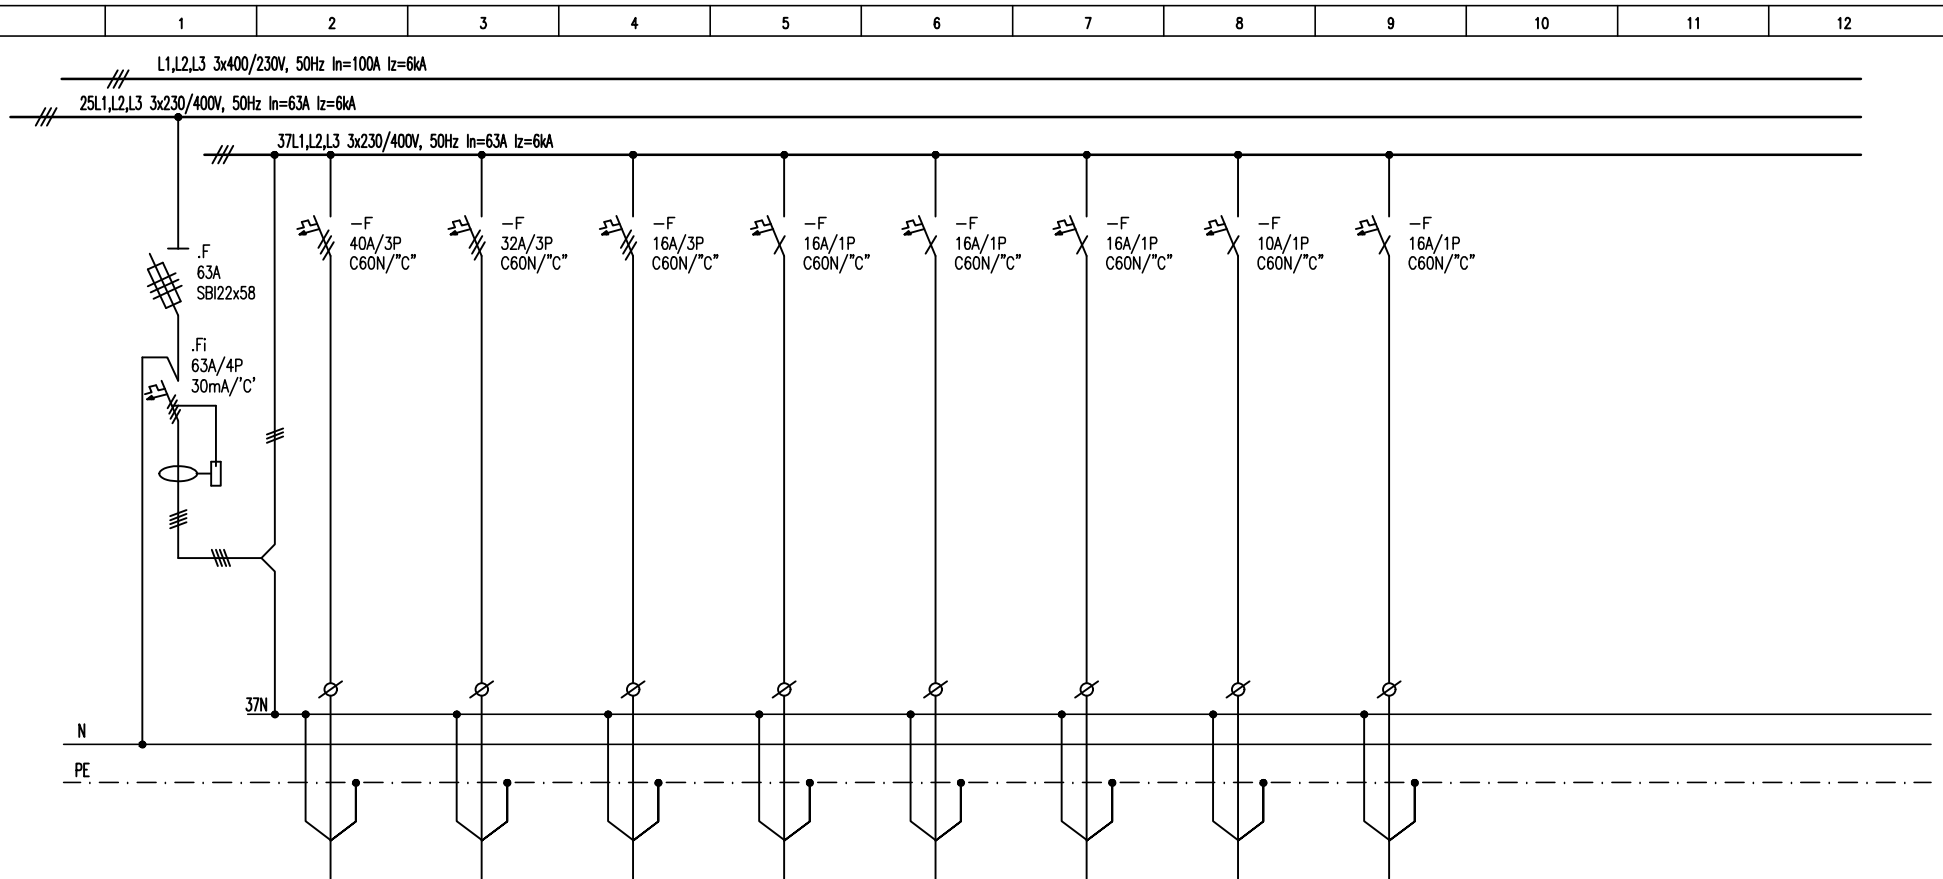 1 2 3 4 5 6 7 8 9 10 11 12
L1,L2,L3 3x400/230V, 50Hz In=100A Iz=6kA
25L1,L2,L3 3x230/400V, 50Hz In=63A Iz=6kA
37L1,L2,L3 3x230/400V, 50Hz In=63A Iz=6kA
.F
63A
SBI22x58
.Fi
63A/4P
30mA/'C'
-F
40A/3P
C60N/"C"
-F
32A/3P
C60N/"C"
-F
16A/3P
C60N/"C"
-F
16A/1P
C60N/"C"
-F
16A/1P
C60N/"C"
-F
16A/1P
C60N/"C"
-F
10A/1P
C60N/"C"
-F
16A/1P
C60N/"C"
37N
N
PE